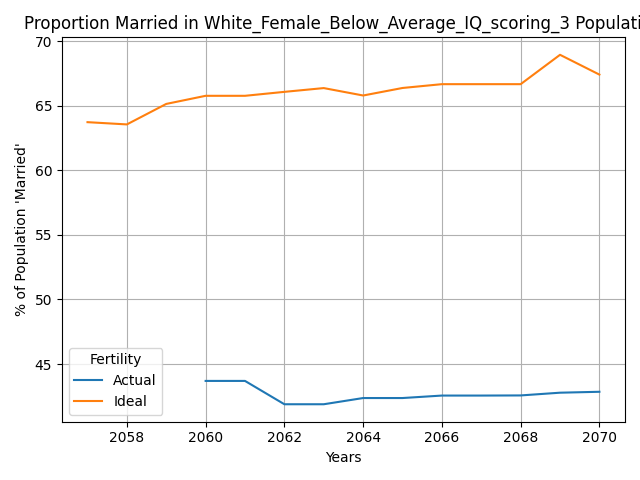 Proportion Married in White_Female_Below_Average_IQ_scoring_3 Populati
% of Population 'Married'
70
65
60
55
50
45
Fertility
Actual
Ideal
2058 2060 2062 2064 2066 2068 2070
Years